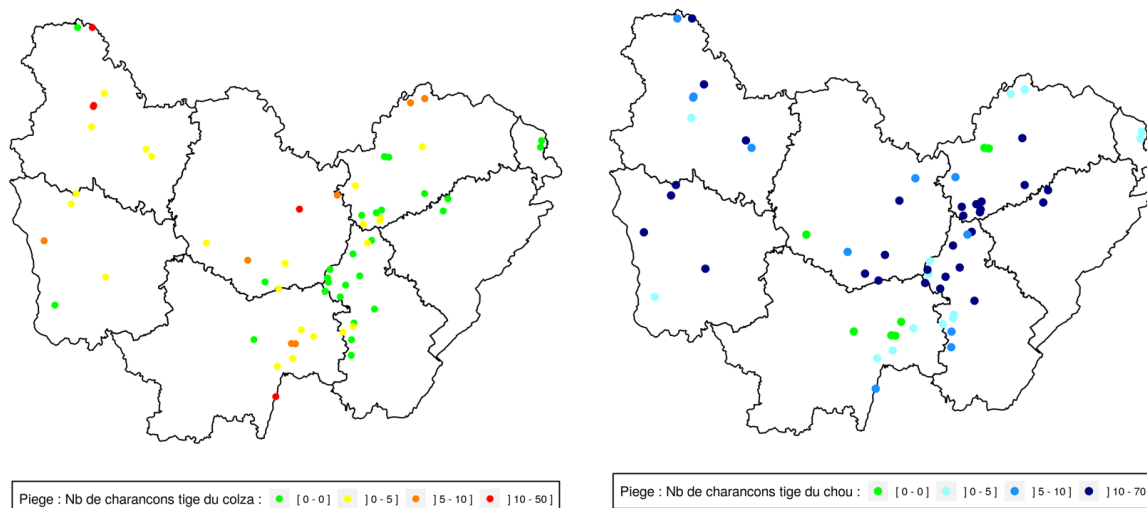 Piege : Nb de charancons tige du colza : [ 0 - 0 ] ] 0 - 5 ] ] 5 - 10 ] ] 10 - 50 ]
Piege : Nb de charancons tige du chou : [ 0 - 0 ] ] 0 - 5 ] ] 5 - 10 ] ] 10 - 70